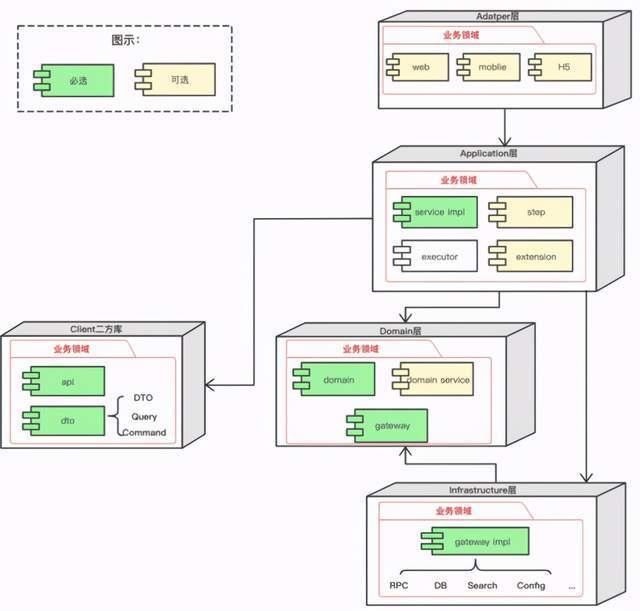 图示:
必选
可选
Adatper层
业务领域
web
moblie
H5
Application层
业务领域
service impl
step
executor
extension
Client二方库
业务领域
api
dto
DTO
Query
Command
Domain层
业务领域
domain
domain service
gateway
Infrastructure层
业务领域
gateway impl
RPC
DB
Search
Config
...